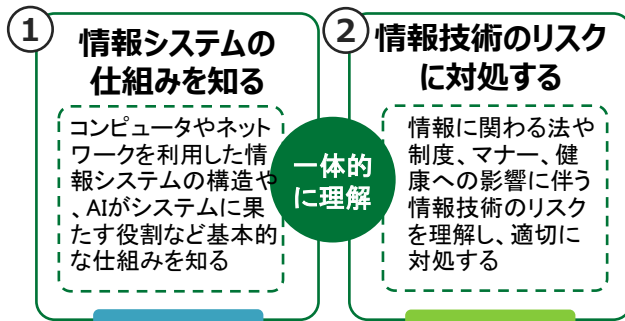 ①
情報システムの
仕組みを知る
コンピュータやネット
ワークを利用した情
報システムの構造や
、AIがシステムに果
たす役割など基本的
な仕組みを知る
一体的
に理解
②
情報技術のリスク
に対処する
情報に関わる法や
制度、マナー、健
康への影響に伴う
情報技術のリスク
を理解し、適切に
対処する